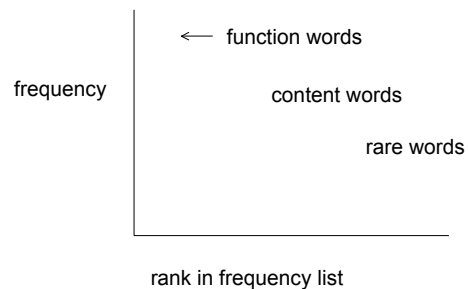 function words
frequency
content words
rare words
rank in frequency list